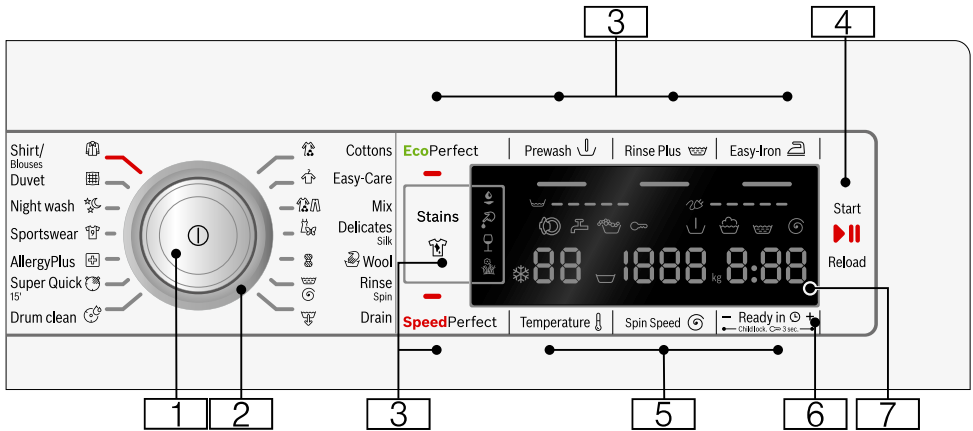 3
4
Shirt/
Blouses
Duvet
Night wash
Sportswear
AllergyPlus
Super Quick
15'
Drum clean
Cottons
Easy-Care
Mix
Delicates
Silk
Wool
Rinse
Spin
Drain
EcoPerfect
Prewash
Rinse Plus
Easy-Iron
Stains
88 1888 kg 8:88
SpeedPerfect
Temperature
Spin Speed
– Ready in +
Childlock. 3 sec.
Start
Reload
1
2
3
5
6
7